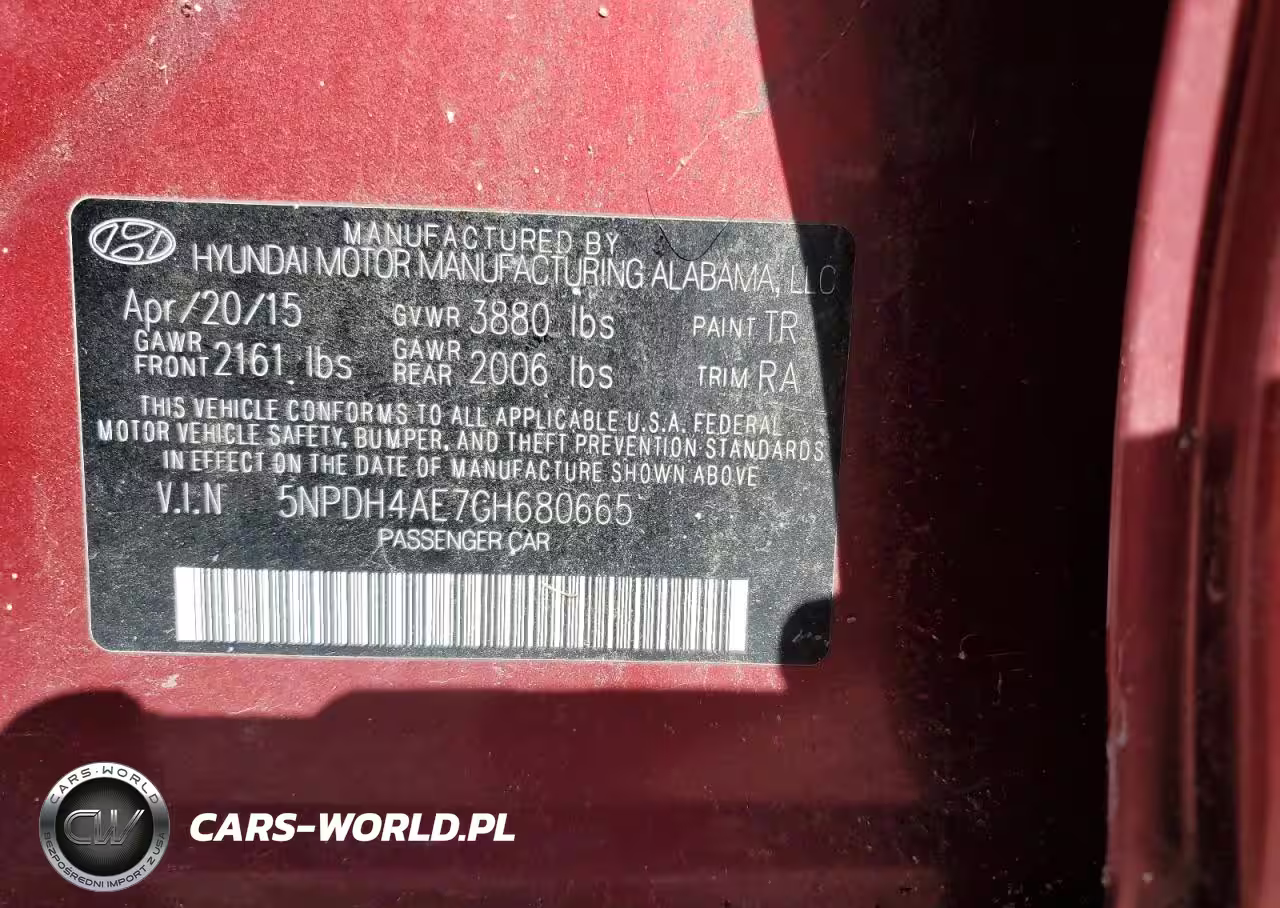 MANUFACTURED BY
HYUNDAI MOTOR MANUFACTURING ALABAMA, LLC
Apr/20/15 GVWR 3880 lbs PAINT TR
GAWR FRONT 2161 lbs GAWR REAR 2006 lbs TRIM RA
THIS VEHICLE CONFORMS TO ALL APPLICABLE U.S.A. FEDERAL
MOTOR VEHICLE SAFETY, BUMPER, AND THEFT PREVENTION STANDARDS
IN EFFECT ON THE DATE OF MANUFACTURE SHOWN ABOVE
V.I.N 5NPDH4AE7GH680665
PASSENGER CAR
CARS-WORLD
CW
BEZPOŚREDNI IMPORT Z USA
CARS-WORLD.PL